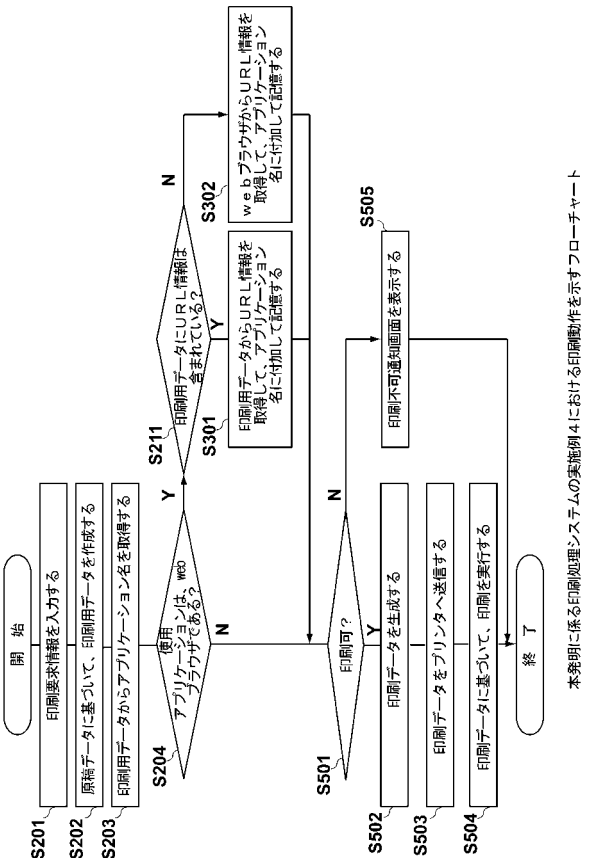 開　始
S201
印刷要求情報を入力する
S202
原稿データに基づいて、印刷用データを作成する
S203
印刷用データからアプリケーション名を取得する
S204
使用
アプリケーションは、web
ブラウザである？
Y
N
S211
印刷用データにURL情報は
含まれている？
Y
N
S301
印刷用データからURL情報を
取得して、アプリケーション
名に付加して記憶する
S302
webブラウザからURL情報を
取得して、アプリケーション
名に付加して記憶する
S501
印刷可？
Y
N
S502
印刷データを生成する
S503
印刷データをプリンタへ送信する
S504
印刷データに基づいて、印刷を実行する
S505
印刷不可通知画面を表示する
終　了
本発明に係る印刷処理システムの実施例4における印刷動作を示すフローチャート